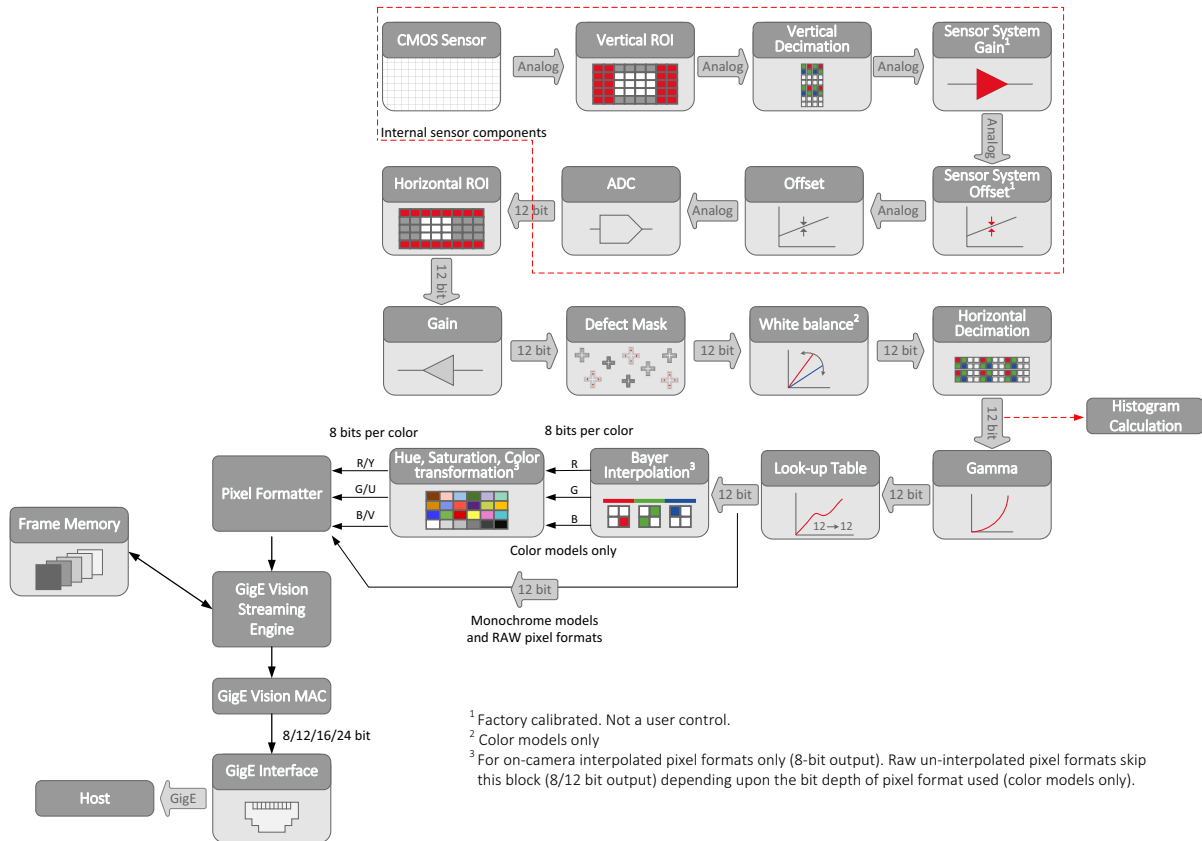 CMOS Sensor
Analog
Vertical ROI
Analog
Vertical
Decimation
Analog
Sensor System
Gain¹
Internal sensor components
Analog
Horizontal ROI
12 bit
ADC
Analog
Offset
Analog
Sensor System
Offset¹
12 bit
Gain
12 bit
Defect Mask
12 bit
White balance²
12 bit
Horizontal
Decimation
12 bit
Histogram
Calculation
8 bits per color
8 bits per color
Pixel Formatter
R/Y
G/U
B/V
Hue, Saturation, Color
transformation³
R
G
B
Bayer
Interpolation³
12 bit
Look-up Table
12→12
12 bit
Gamma
Color models only
Frame Memory
12 bit
GigE Vision
Streaming
Engine
Monochrome models
and RAW pixel formats
GigE Vision MAC
8/12/16/24 bit
GigE Interface
Host
GigE
¹ Factory calibrated. Not a user control.
² Color models only
³ For on-camera interpolated pixel formats only (8-bit output). Raw un-interpolated pixel formats skip
this block (8/12 bit output) depending upon the bit depth of pixel format used (color models only).